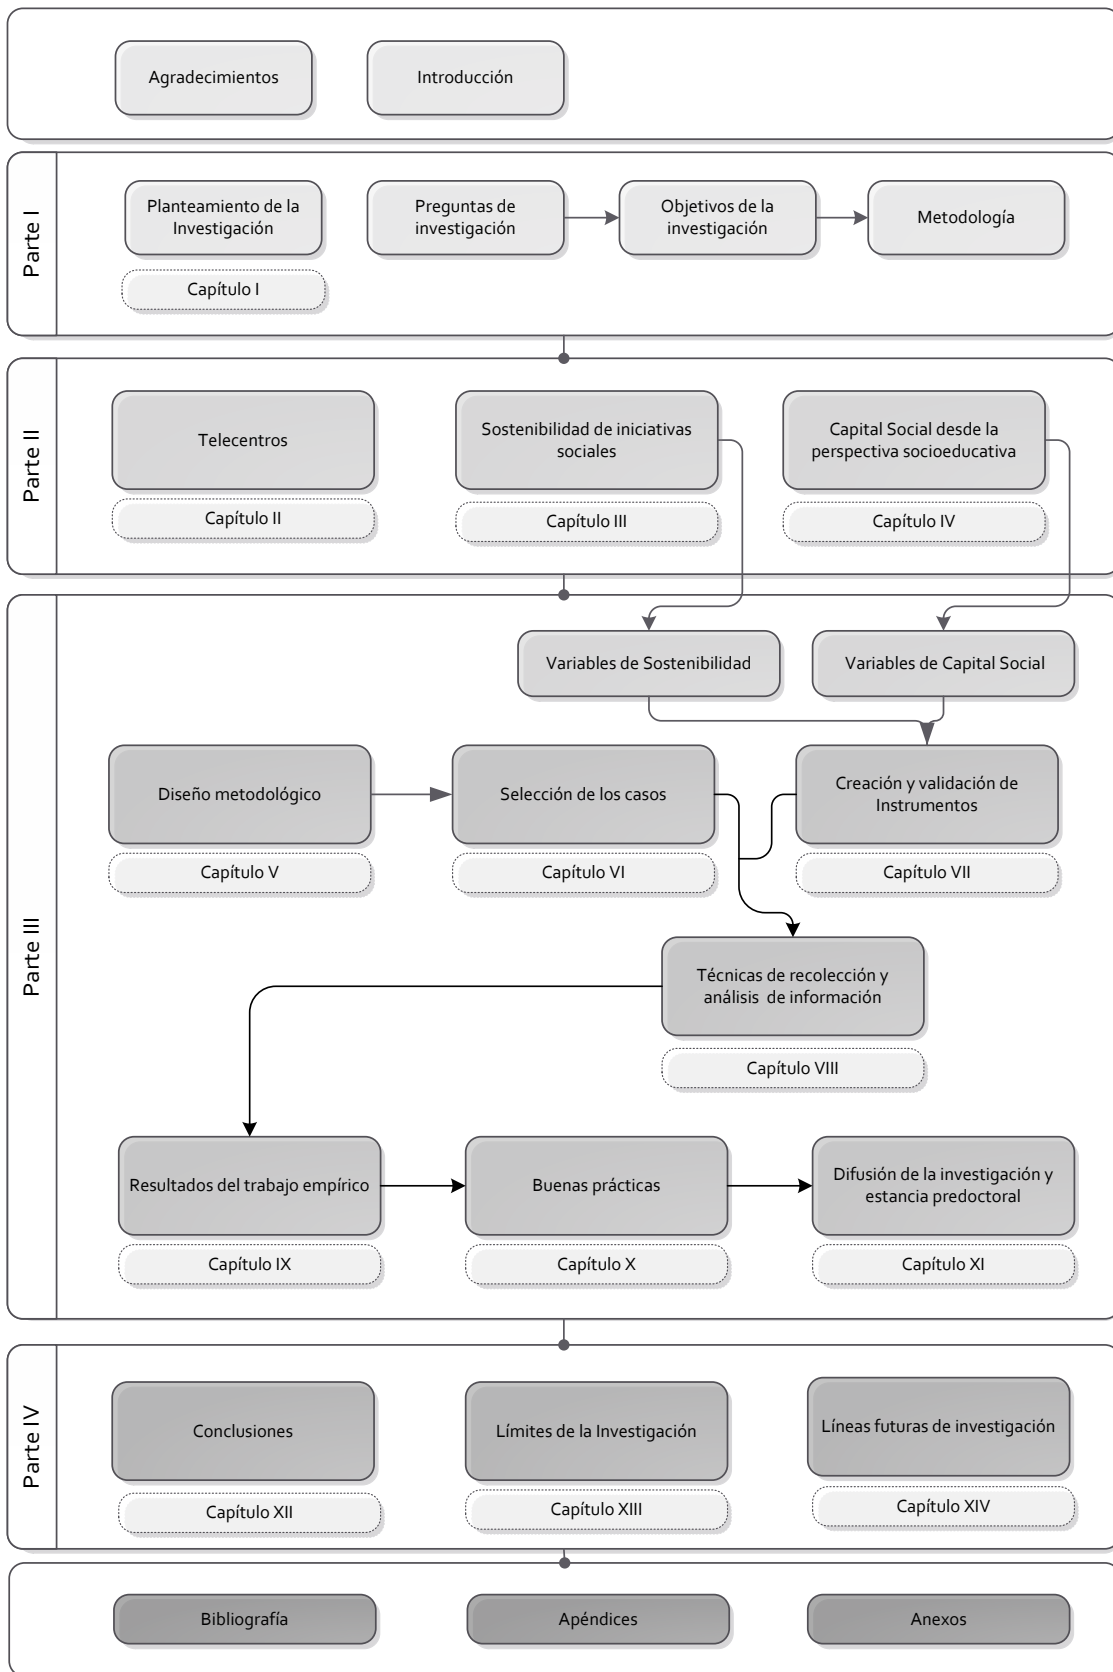 Agradecimientos
Introducción
Parte I
Planteamiento de la
Investigación
Preguntas de
investigación
Objetivos de la
investigación
Metodología
Capítulo I
Parte II
Telecentros
Sostenibilidad de iniciativas
sociales
Capital Social desde la
perspectiva socioeducativa
Capítulo II
Capítulo III
Capítulo IV
Parte III
Variables de Sostenibilidad
Variables de Capital Social
Diseño metodológico
Selección de los casos
Creación y validación de
Instrumentos
Capítulo V
Capítulo VI
Capítulo VII
Técnicas de recolección y
análisis de información
Capítulo VIII
Resultados del trabajo empírico
Buenas prácticas
Difusión de la investigación y
estancia predoctoral
Capítulo IX
Capítulo X
Capítulo XI
Parte IV
Conclusiones
Límites de la Investigación
Líneas futuras de investigación
Capítulo XII
Capítulo XIII
Capítulo XIV
Bibliografía
Apéndices
Anexos